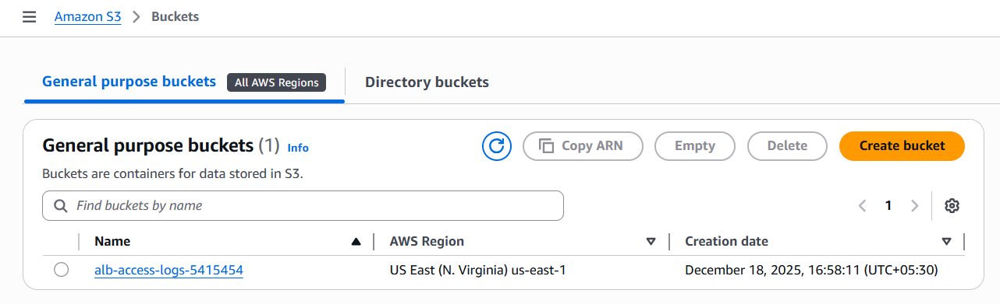 Amazon S3 > Buckets
General purpose buckets All AWS Regions Directory buckets
General purpose buckets (1) Info Copy ARN Empty Delete Create bucket
Buckets are containers for data stored in S3.
Find buckets by name 1
Name AWS Region Creation date
alb-access-logs-5415454 US East (N. Virginia) us-east-1 December 18, 2025, 16:58:11 (UTC+05:30)